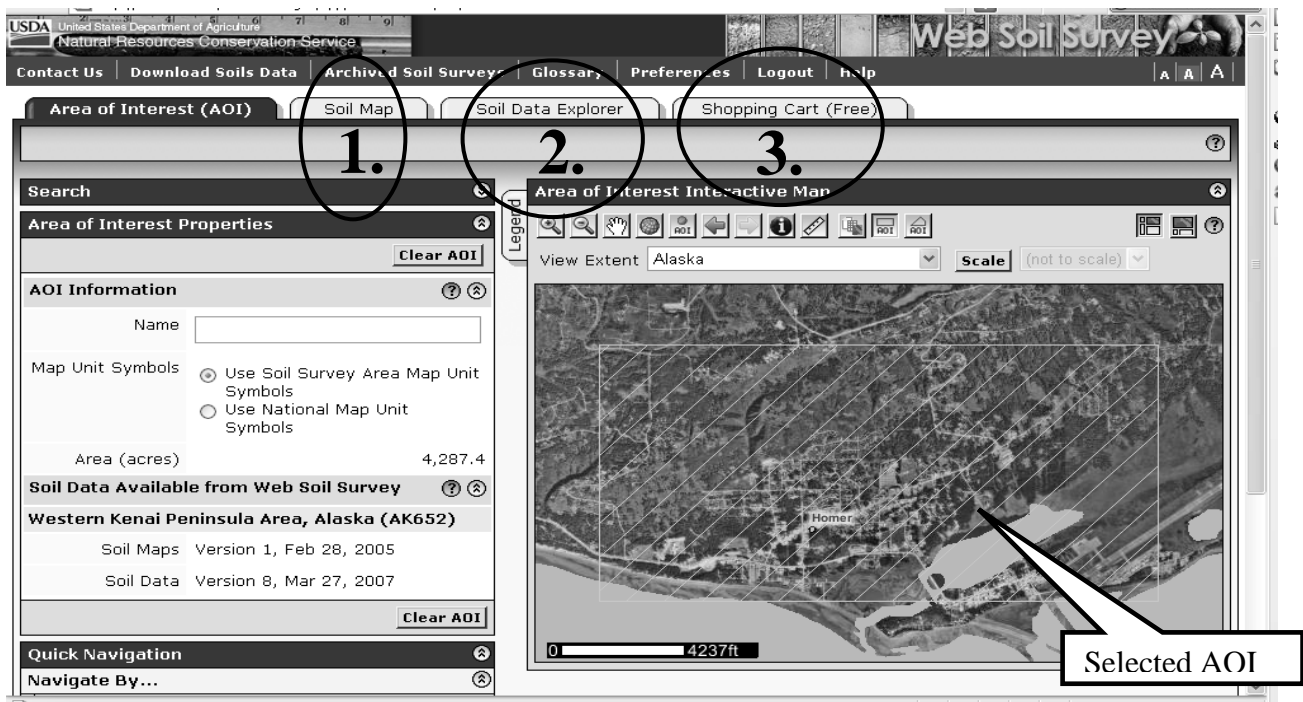 USDA United States Department of Agriculture
Natural Resources Conservation Service
Web Soil Survey
Contact Us | Download Soils Data | Archived Soil Surveys | Glossary | Preferences | Logout | Help | A | A | A |
Area of Interest (AOI) Soil Map Soil Data Explorer Shopping Cart (Free)
1. 2. 3.
Search
Area of Interest Properties
Clear AOI
AOI Information
Name
Map Unit Symbols
Use Soil Survey Area Map Unit
Symbols
Use National Map Unit
Symbols
Area (acres) 4,287.4
Soil Data Available from Web Soil Survey
Western Kenai Peninsula Area, Alaska (AK652)
Soil Maps Version 1, Feb 28, 2005
Soil Data Version 8, Mar 27, 2007
Clear AOI
Quick Navigation
Navigate By...
Legend
Area of Interest Interactive Map
AOI AOI AOI
View Extent Alaska Scale (not to scale)
Homer
0 4237ft
Selected AOI